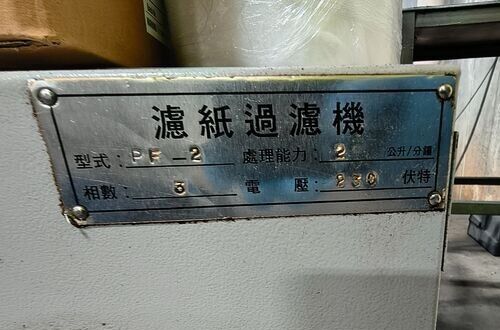 濾紙過濾機
型式: PF-2 處理能力: 2 公升/分鐘
相數: 3 電壓: 230 伏特